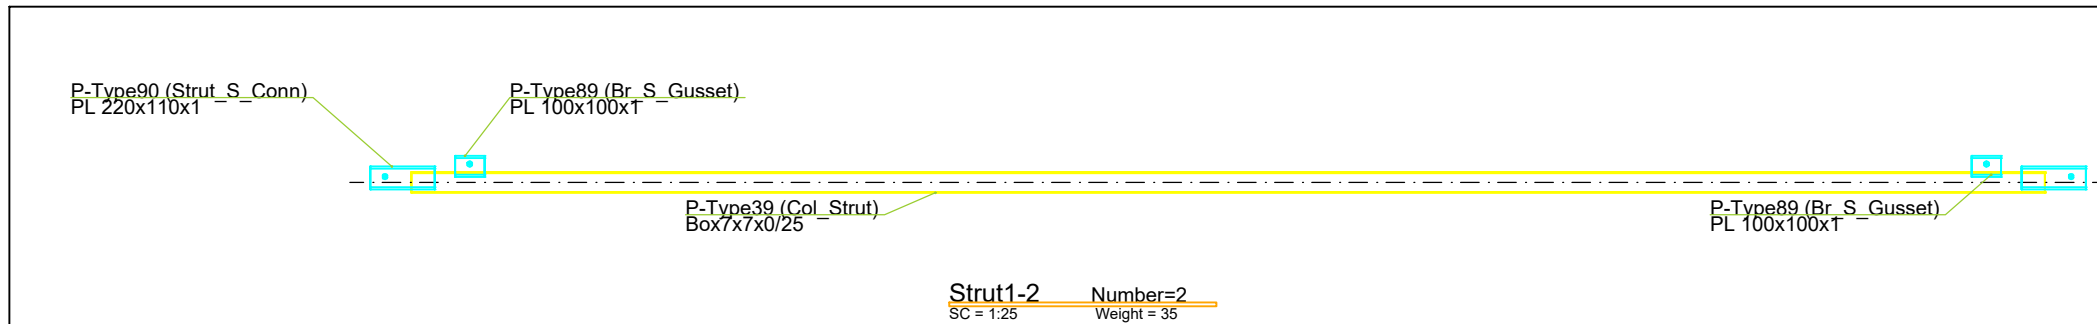 P-Type90 (Strut_S_Conn)
PL 220x110x1
P-Type89 (Br_S_Gusset)
PL 100x100x1
P-Type39 (Col_Strut)
Box7x7x0/25
P-Type89 (Br_S_Gusset)
PL 100x100x1
Strut1-2 Number=2
SC = 1:25 Weight = 35